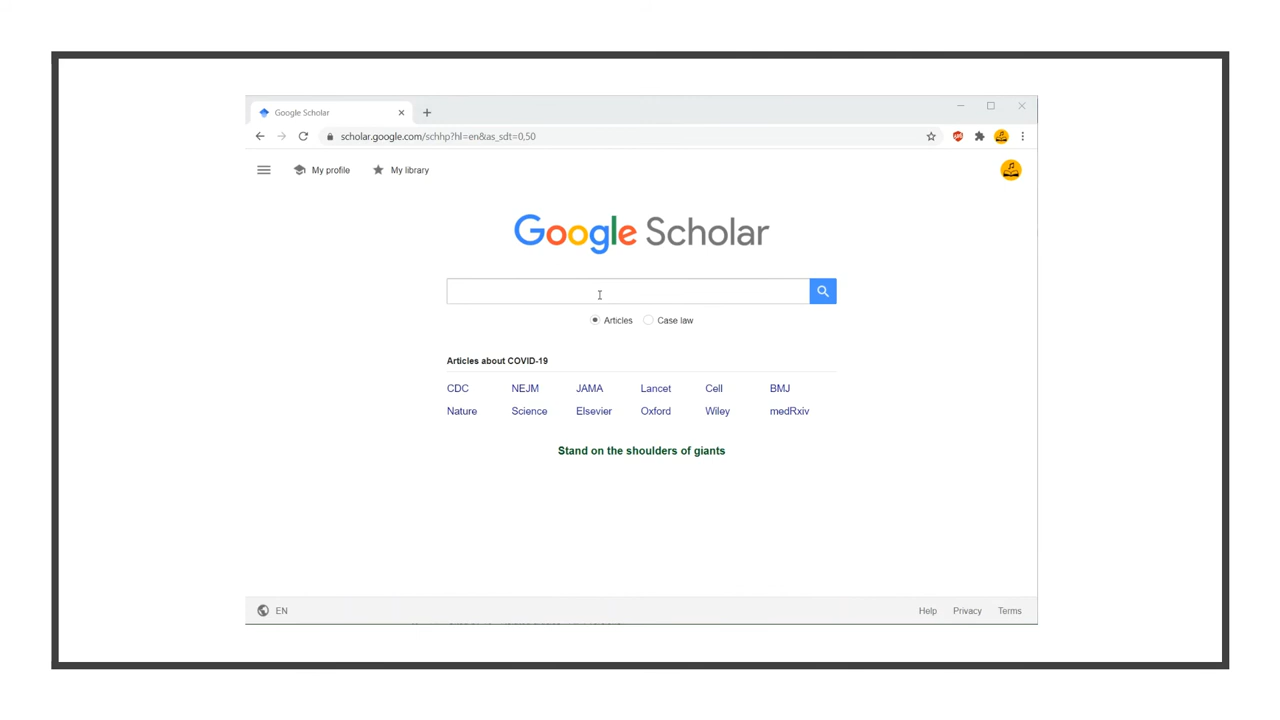 Google Scholar
scholar.google.com/schhp?hl=en&as_sdt=0,50
My profile My library
Google Scholar
Articles Case law
Articles about COVID-19
CDC NEJM JAMA Lancet Cell BMJ
Nature Science Elsevier Oxford Wiley medRxiv
Stand on the shoulders of giants
EN Help Privacy Terms